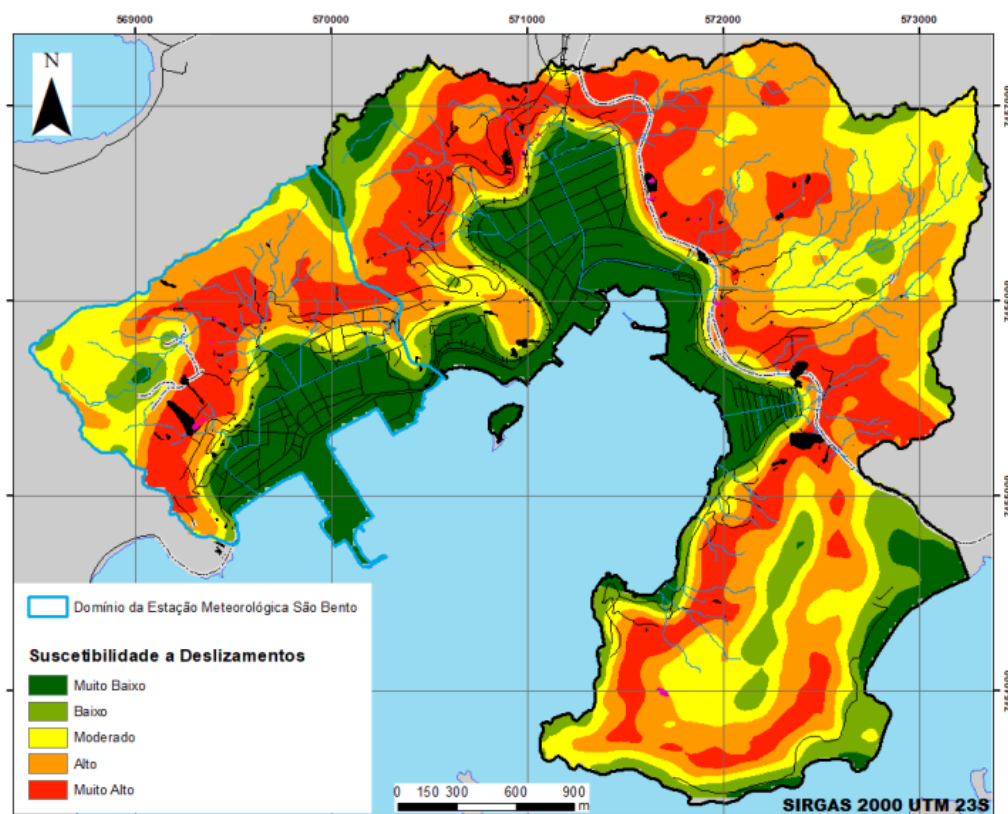 569000 570000 571000 572000 573000
N
Domínio da Estação Meteorológica São Bento
Suscetibilidade a Deslizamentos
Muito Baixo
Baixo
Moderado
Alto
Muito Alto
0 150 300 600 900
m
SIRGAS 2000 UTM 23S